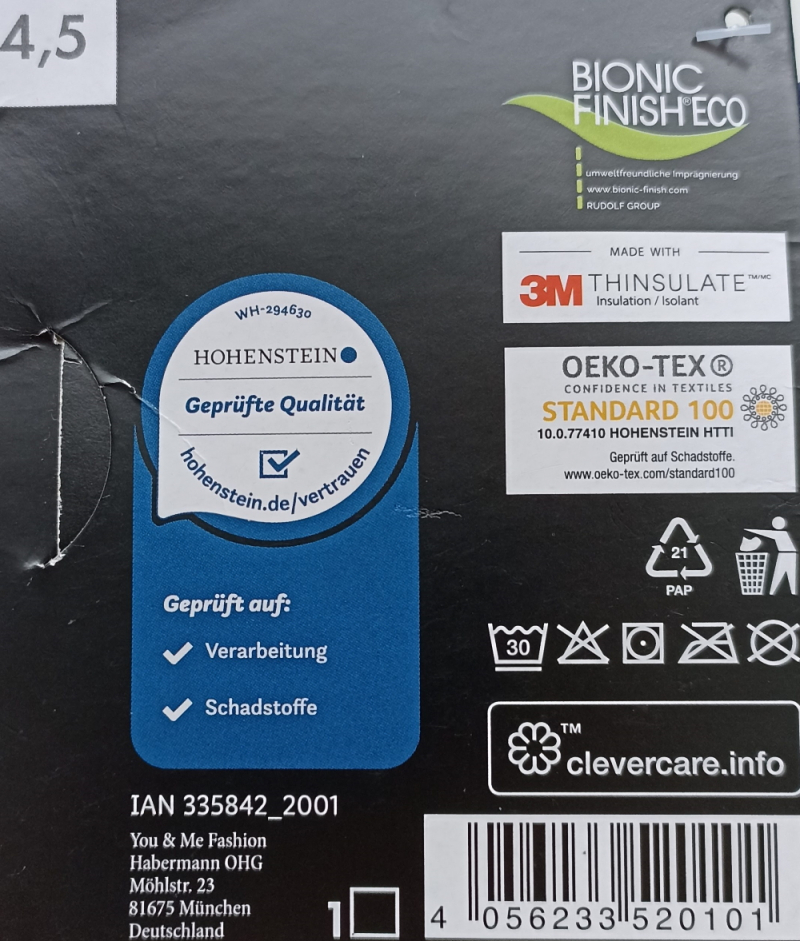 4,5
BIONIC
FINISH®ECO
umweltfreundliche Imprägnierung
www.bionic-finish.com
RUDOLF GROUP
MADE WITH
3M THINSULATE™/MC
Insulation / Isolant
OEKO-TEX®
CONFIDENCE IN TEXTILES
STANDARD 100
10.0.77410 HOHENSTEIN HTTI
Geprüft auf Schadstoffe.
www.oeko-tex.com/standard100
WH-294630
HOHENSTEIN
Geprüfte Qualität
hohenstein.de/vertrauen
Geprüft auf:
Verarbeitung
Schadstoffe
21
PAP
30
™
clevercare.info
IAN 335842_2001
You & Me Fashion
Habermann OHG
Möhlstr. 23
81675 München
Deutschland
1
4 056233 520101